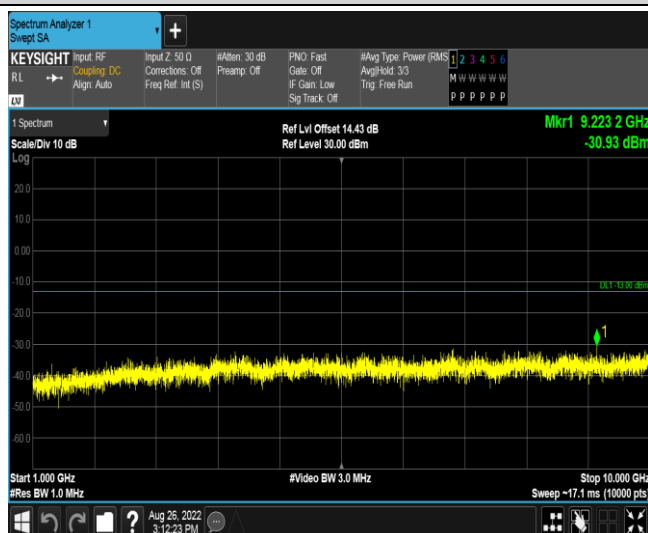 Spectrum Analyzer 1
Swept SA
+
KEYSIGHT
RL
LXI
Input: RF
Coupling: DC
Align: Auto
Input Z: 50 Ω
Corrections: Off
Freq Ref: Int (S)
#Atten: 30 dB
Preamp: Off
PNO: Fast
Gate: Off
IF Gain: Low
Sig Track: Off
#Avg Type: Power (RMS
Avg|Hold: 3/3
Trig: Free Run
1 2 3 4 5 6
M W W W W W
P P P P P P
1 Spectrum
Scale/Div 10 dB
Ref Lvl Offset 14.43 dB
Ref Level 30.00 dBm
Mkr1 9.223 2 GHz
-30.93 dBm
Log
20.0
10.0
0.00
-10.0
DL1 -13.00 dBm
-20.0
-30.0
1
-40.0
-50.0
-60.0
Start 1.000 GHz
#Video BW 3.0 MHz
Stop 10.000 GHz
#Res BW 1.0 MHz
Sweep ~17.1 ms (10000 pts)
?
Aug 26, 2022
3:12:23 PM